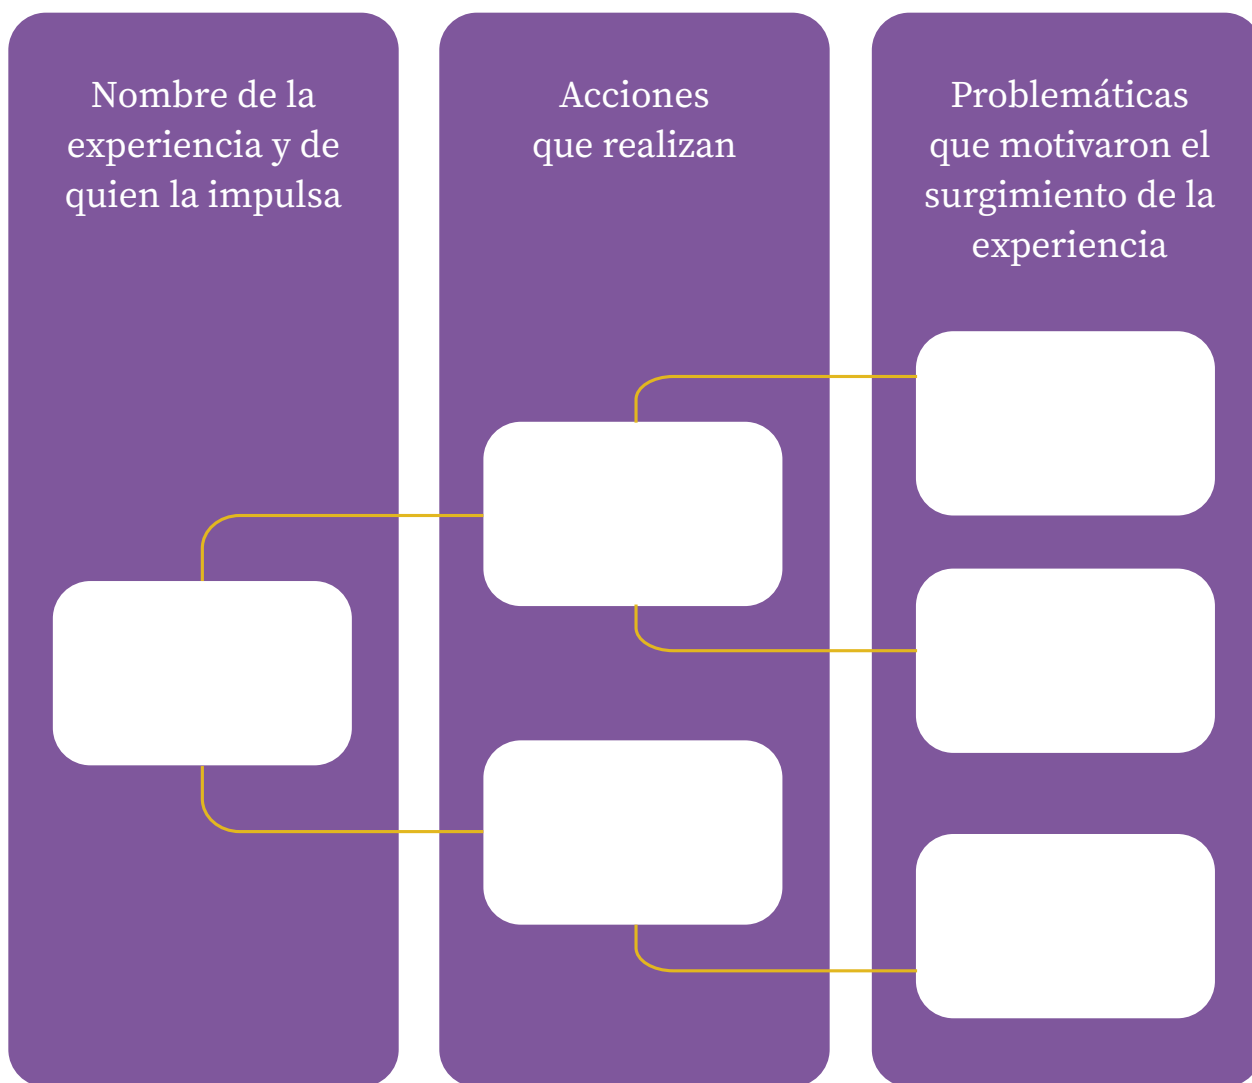 Nombre de la
experiencia y de
quien la impulsa
Acciones
que realizan
Problemáticas
que motivaron el
surgimiento de la
experiencia